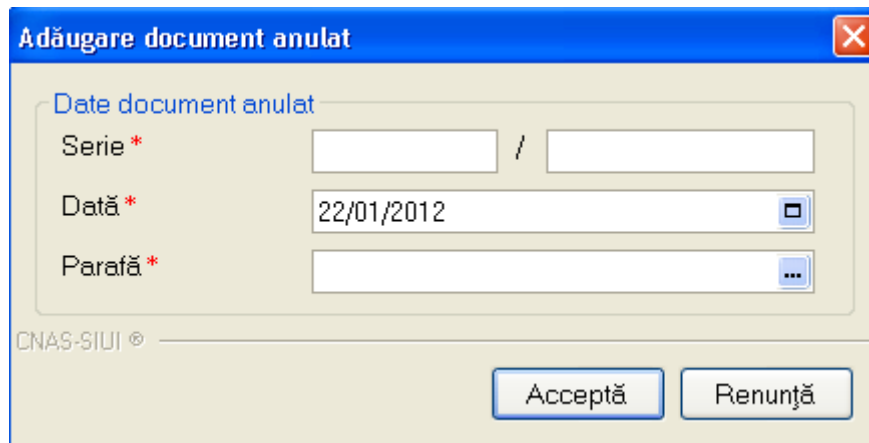 Adăugare document anulat
Date document anulat
Serie * /
Dată * 22/01/2012
Parafă * ...
CNAS-SIUI ®
Acceptă Renunţă